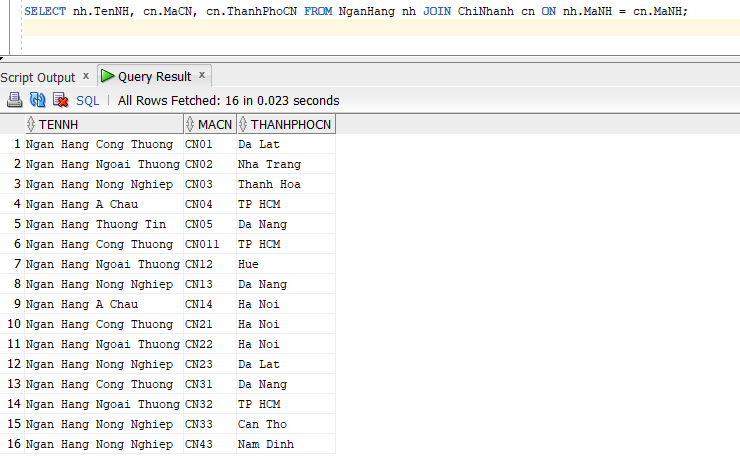 SELECT nh.TenNH, cn.MaCN, cn.ThanhPhoCN FROM NganHang nh JOIN ChiNhanh cn ON nh.MaNH = cn.MaNH;
Script Output x Query Result x
SQL | All Rows Fetched: 16 in 0.023 seconds
TENNH MACN THANHPHOCN
1 Ngan Hang Cong Thuong CN01 Da Lat
2 Ngan Hang Ngoai Thuong CN02 Nha Trang
3 Ngan Hang Nong Nghiep CN03 Thanh Hoa
4 Ngan Hang A Chau CN04 TP HCM
5 Ngan Hang Thuong Tin CN05 Da Nang
6 Ngan Hang Cong Thuong CN011 TP HCM
7 Ngan Hang Ngoai Thuong CN12 Hue
8 Ngan Hang Nong Nghiep CN13 Da Nang
9 Ngan Hang A Chau CN14 Ha Noi
10 Ngan Hang Cong Thuong CN21 Ha Noi
11 Ngan Hang Ngoai Thuong CN22 Ha Noi
12 Ngan Hang Nong Nghiep CN23 Da Lat
13 Ngan Hang Cong Thuong CN31 Da Nang
14 Ngan Hang Ngoai Thuong CN32 TP HCM
15 Ngan Hang Nong Nghiep CN33 Can Tho
16 Ngan Hang Nong Nghiep CN43 Nam Dinh